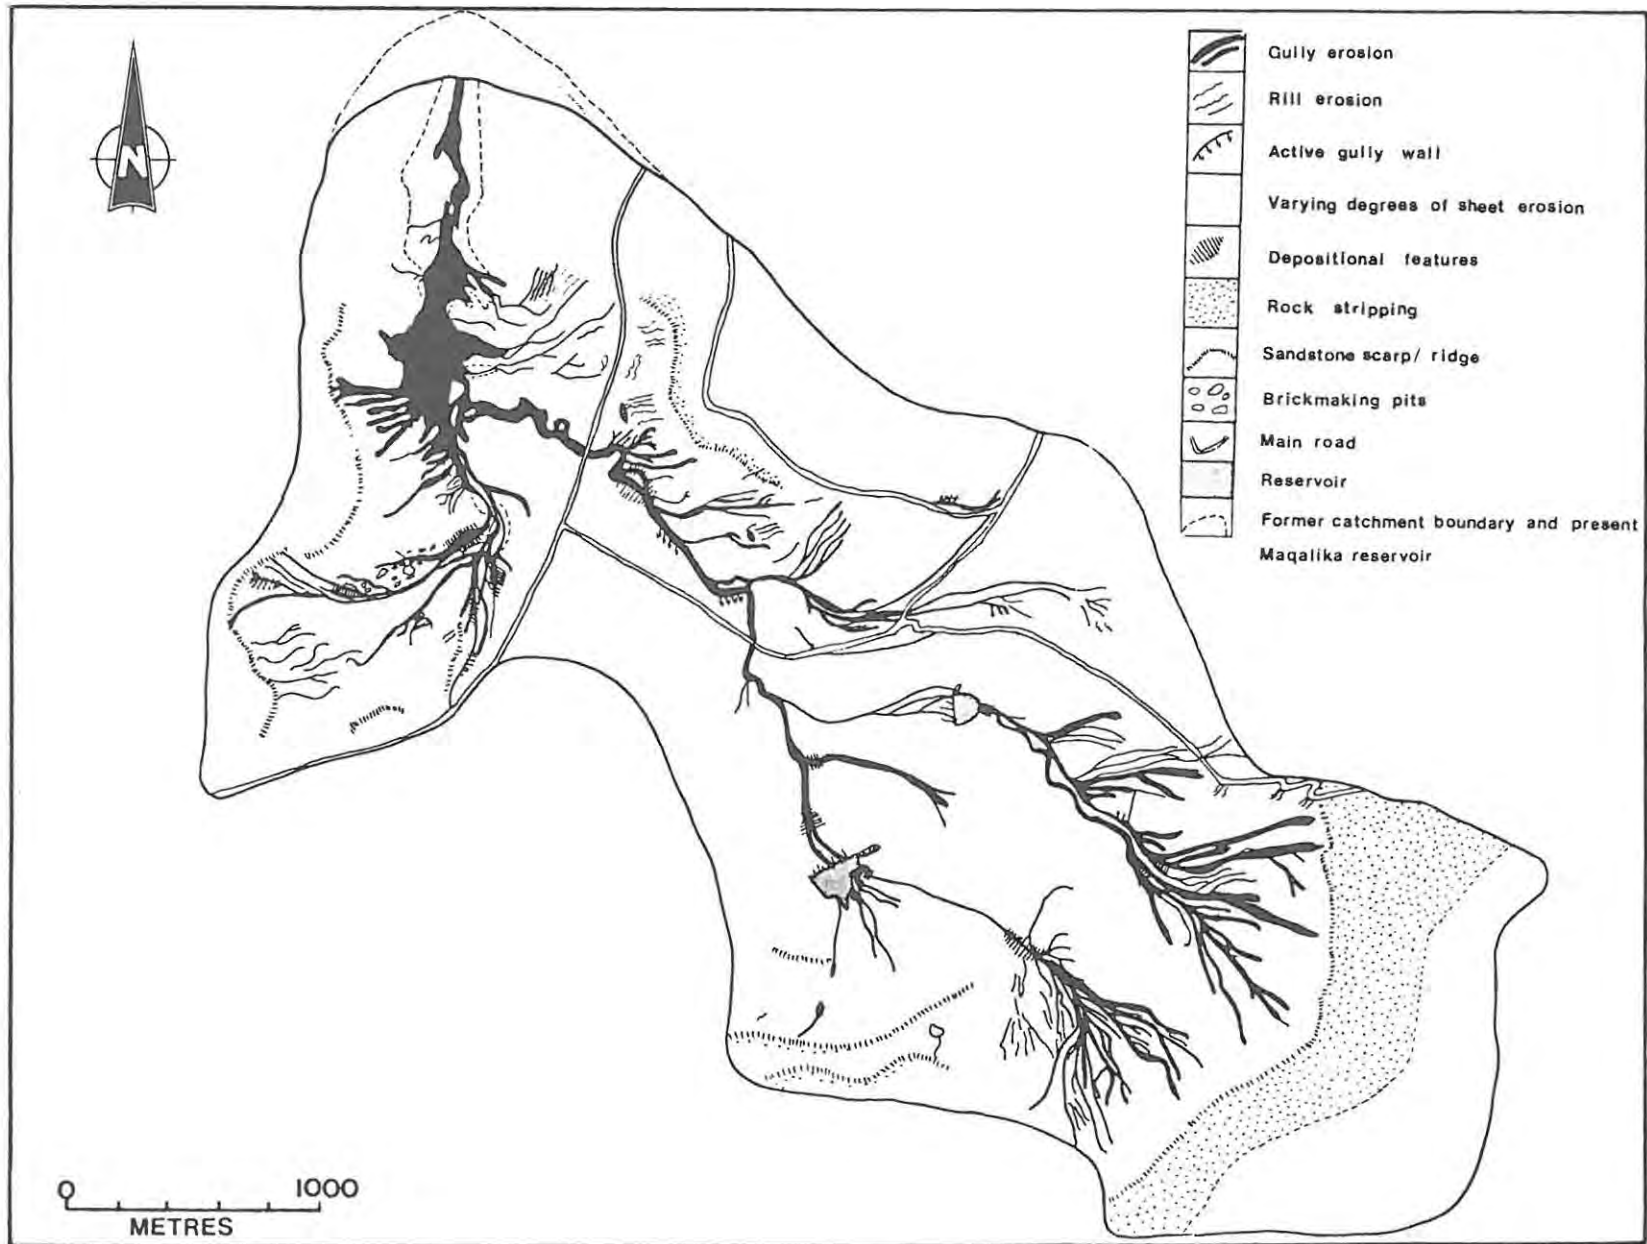 N
Gully erosion
Rill erosion
Active gully wall
Varying degrees of sheet erosion
Depositional features
Rock stripping
Sandstone scarp/ ridge
Brickmaking pits
Main road
Reservoir
Former catchment boundary and present
Maqalika reservoir
0 1000
METRES